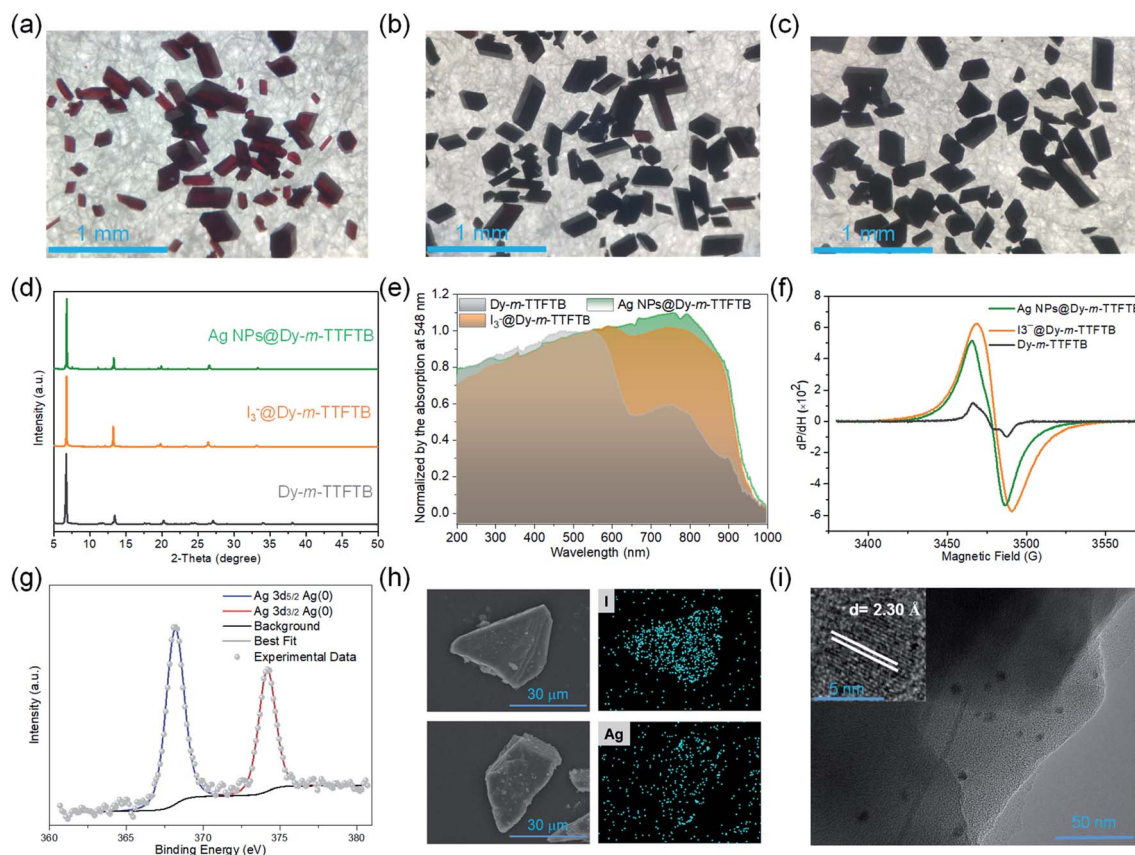 (a)
1 mm
(b)
1 mm
(c)
1 mm
(d)
Intensity (a.u.)
Ag NPs@Dy-m-TTFTB
I₃⁻@Dy-m-TTFTB
Dy-m-TTFTB
5 10 15 20 25 30 35 40 45 50
2-Theta (degree)
(e)
Normalized by the absorption at 548 nm
1.2
1.0
0.8
0.6
0.4
0.2
0.0
Dy-m-TTFTB
Ag NPs@Dy-m-TTFTB
I₃⁻@Dy-m-TTFTB
200 300 400 500 600 700 800 900 1000
Wavelength (nm)
(f)
dP/dH (×10²)
6
4
2
0
-2
-4
-6
Ag NPs@Dy-m-TTFTB
I3⁻@Dy-m-TTFTB
Dy-m-TTFTB
3400 3450 3500 3550
Magnetic Field (G)
(g)
Intensity (a.u.)
Ag 3d5/2 Ag(0)
Ag 3d3/2 Ag(0)
Background
Best Fit
Experimental Data
360 365 370 375 380
Binding Energy (eV)
(h)
30 μm
I
30 μm
Ag
(i)
d= 2.30 Å
5 nm
50 nm